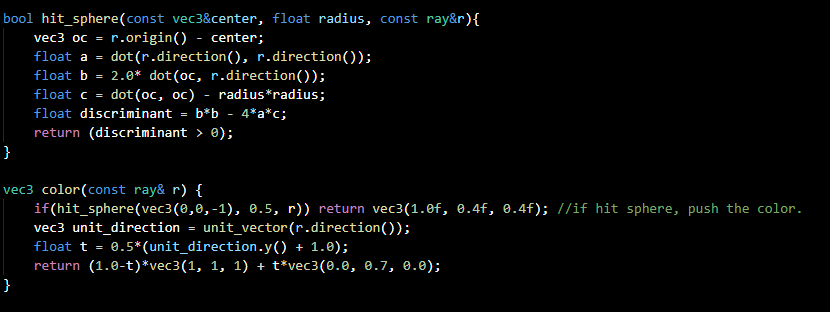 bool hit_sphere(const vec3&center, float radius, const ray&r){
    vec3 oc = r.origin() - center;
    float a = dot(r.direction(), r.direction());
    float b = 2.0* dot(oc, r.direction());
    float c = dot(oc, oc) - radius*radius;
    float discriminant = b*b - 4*a*c;
    return (discriminant > 0);
}

vec3 color(const ray& r) {
    if(hit_sphere(vec3(0,0,-1), 0.5, r)) return vec3(1.0f, 0.4f, 0.4f); //if hit sphere, push the color.
    vec3 unit_direction = unit_vector(r.direction());
    float t = 0.5*(unit_direction.y() + 1.0);
    return (1.0-t)*vec3(1, 1, 1) + t*vec3(0.0, 0.7, 0.0);
}